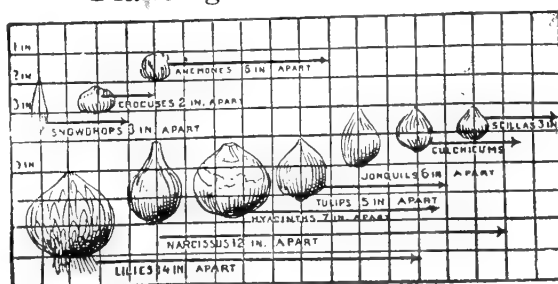 1 IN
2 IN
ANEMONES 6 IN APART
3 IN
CROCUSES 2 IN. APART
SNOWDROPS 3 IN APART
SCILLAS 3 IN
CULCHICUMS
JONQUILS 6 IN APART
TULIPS 5 IN APART
HYACINTHS 7 IN. APART
NARCISSUS 12 IN. APART
LILIES 14 IN APART